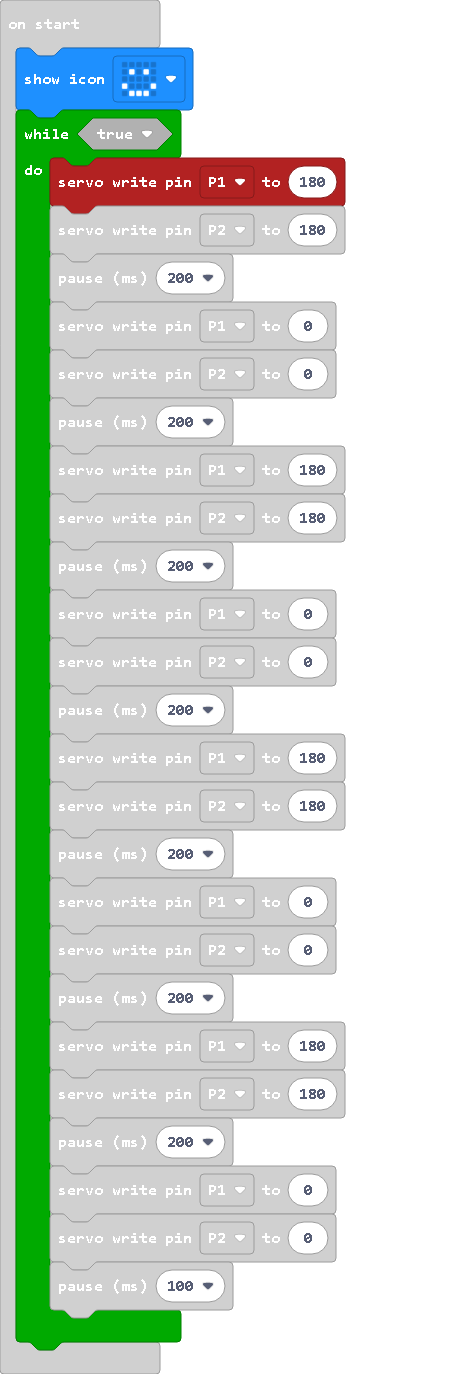 on start
show icon
while true
do servo write pin P1 to 180
servo write pin P2 to 180
pause (ms) 200
servo write pin P1 to 0
servo write pin P2 to 0
pause (ms) 200
servo write pin P1 to 180
servo write pin P2 to 180
pause (ms) 200
servo write pin P1 to 0
servo write pin P2 to 0
pause (ms) 200
servo write pin P1 to 180
servo write pin P2 to 180
pause (ms) 200
servo write pin P1 to 0
servo write pin P2 to 0
pause (ms) 200
servo write pin P1 to 180
servo write pin P2 to 180
pause (ms) 200
servo write pin P1 to 0
servo write pin P2 to 0
pause (ms) 100